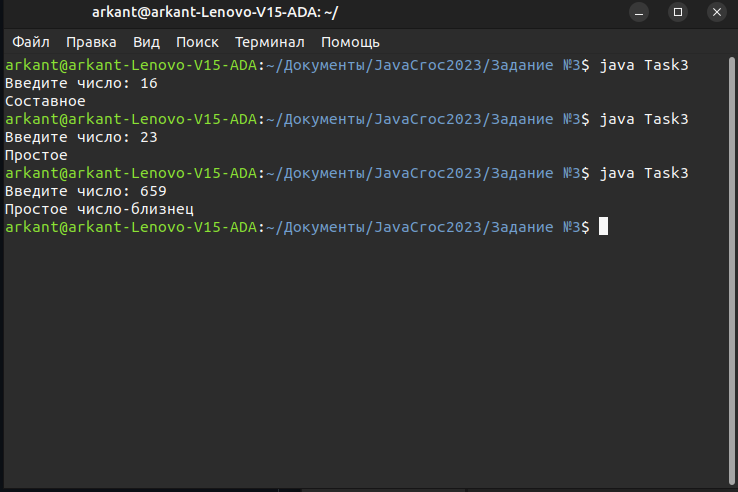 arkant@arkant-Lenovo-V15-ADA: ~/
Файл Правка Вид Поиск Терминал Помощь
arkant@arkant-Lenovo-V15-ADA:~/Документы/JavaCroc2023/Задание №3$ java Task3
Введите число: 16
Составное
arkant@arkant-Lenovo-V15-ADA:~/Документы/JavaCroc2023/Задание №3$ java Task3
Введите число: 23
Простое
arkant@arkant-Lenovo-V15-ADA:~/Документы/JavaCroc2023/Задание №3$ java Task3
Введите число: 659
Простое число-близнец
arkant@arkant-Lenovo-V15-ADA:~/Документы/JavaCroc2023/Задание №3$